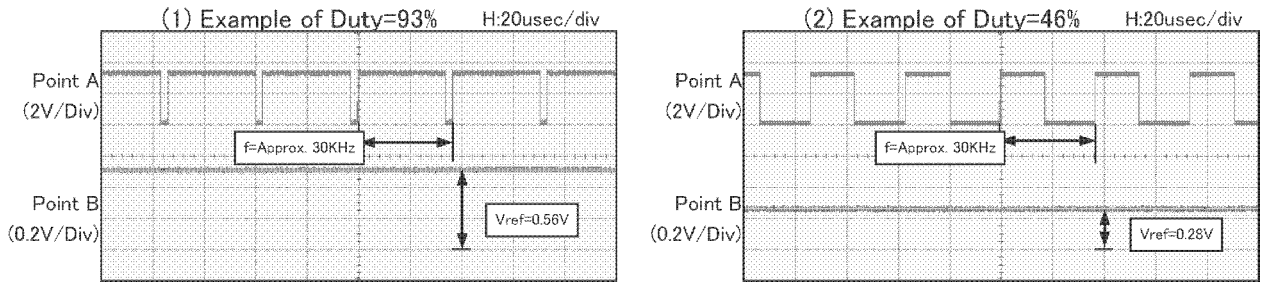 (1) Example of Duty=93%
H:20usec/div
Point A
(2V/Div)
f=Approx. 30KHz
Point B
(0.2V/Div)
Vref=0.56V
(2) Example of Duty=46%
H:20usec/div
Point A
(2V/Div)
f=Approx. 30KHz
Point B
(0.2V/Div)
Vref=0.28V